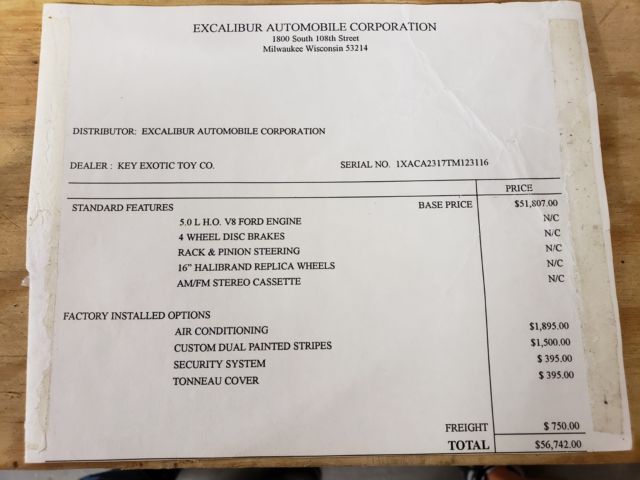 EXCALIBUR AUTOMOBILE CORPORATION
1800 South 108th Street
Milwaukee Wisconsin 53214
DISTRIBUTOR: EXCALIBUR AUTOMOBILE CORPORATION
DEALER : KEY EXOTIC TOY CO. SERIAL NO. 1XACA2317TM123116
PRICE
STANDARD FEATURES BASE PRICE $51,807.00
5.0 L H.O. V8 FORD ENGINE N/C
4 WHEEL DISC BRAKES N/C
RACK & PINION STEERING N/C
16" HALIBRAND REPLICA WHEELS N/C
AM/FM STEREO CASSETTE N/C
FACTORY INSTALLED OPTIONS
AIR CONDITIONING $1,895.00
CUSTOM DUAL PAINTED STRIPES $1,500.00
SECURITY SYSTEM $ 395.00
TONNEAU COVER $ 395.00
FREIGHT $ 750.00
TOTAL $56,742.00